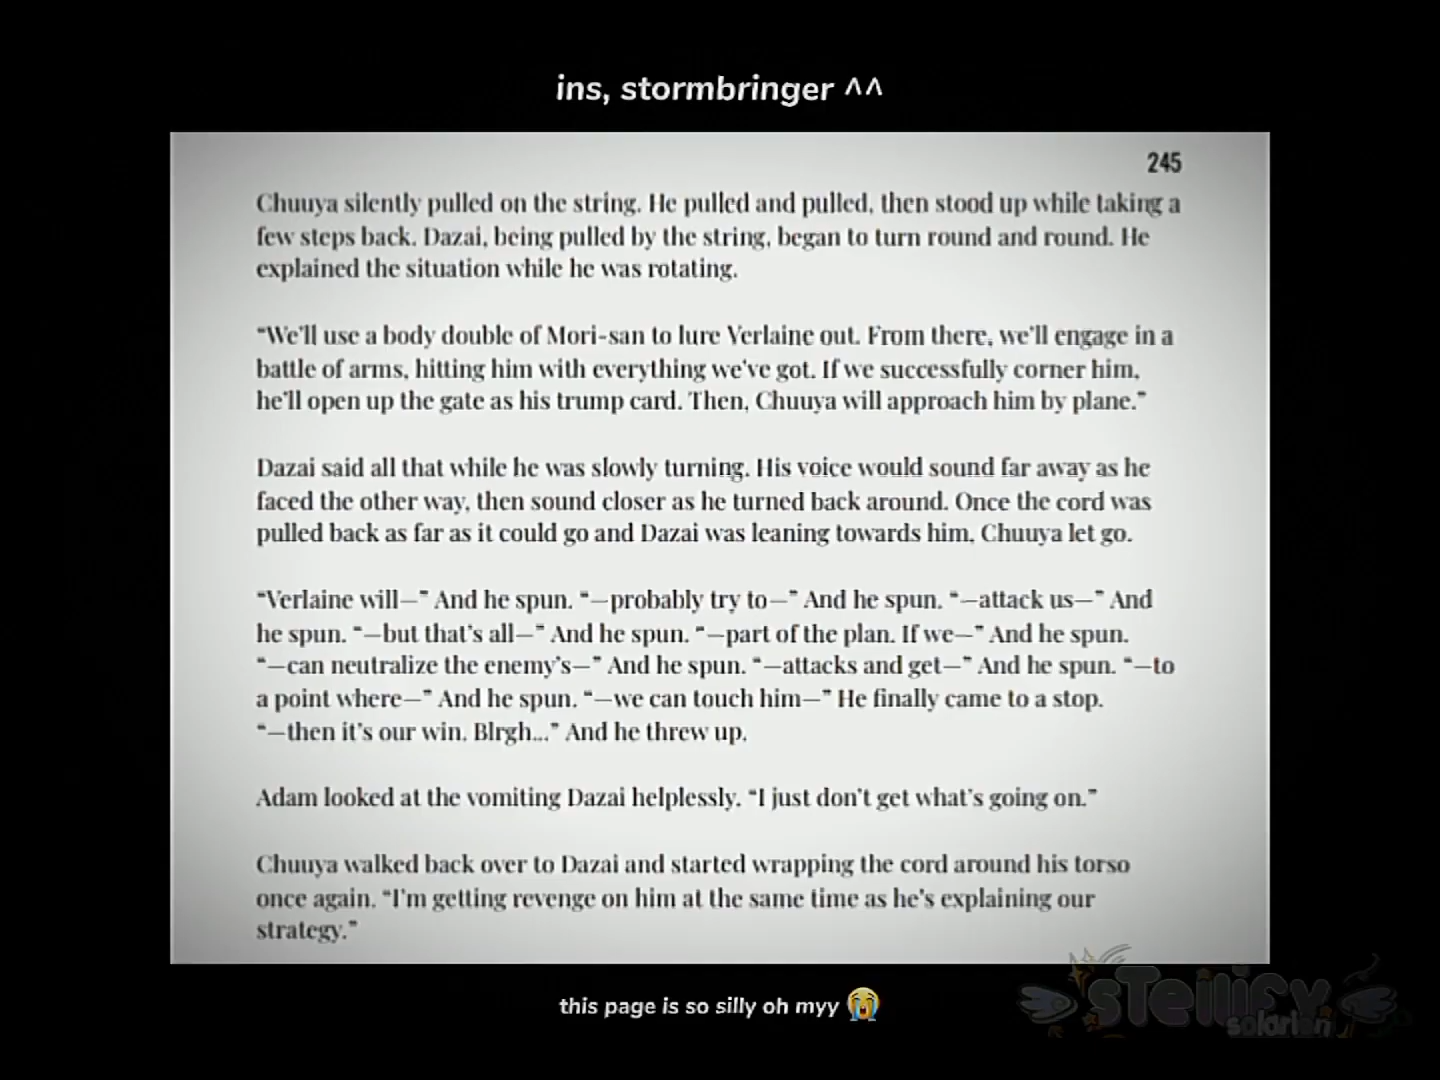 ins, stormbringer ^^
245
Chuuya silently pulled on the string. He pulled and pulled, then stood up while taking a
few steps back. Dazai, being pulled by the string, began to turn round and round. He
explained the situation while he was rotating.
“We’ll use a body double of Mori-san to lure Verlaine out. From there, we’ll engage in a
battle of arms, hitting him with everything we’ve got. If we successfully corner him,
he’ll open up the gate as his trump card. Then, Chuuya will approach him by plane.”
Dazai said all that while he was slowly turning. His voice would sound far away as he
faced the other way, then sound closer as he turned back around. Once the cord was
pulled back as far as it could go and Dazai was leaning towards him, Chuuya let go.
“Verlaine will—” And he spun. “—probably try to—” And he spun. “—attack us—” And
he spun. “—but that’s all—” And he spun. “—part of the plan. If we—” And he spun.
“—can neutralize the enemy’s—” And he spun. “—attacks and get—” And he spun. “—to
a point where—” And he spun. “—we can touch him—” He finally came to a stop.
“—then it’s our win. Blrgh...” And he threw up.
Adam looked at the vomiting Dazai helplessly. “I just don’t get what’s going on.”
Chuuya walked back over to Dazai and started wrapping the cord around his torso
once again. “I’m getting revenge on him at the same time as he’s explaining our
strategy.”
this page is so silly oh myy 😭
sTellify
solarian